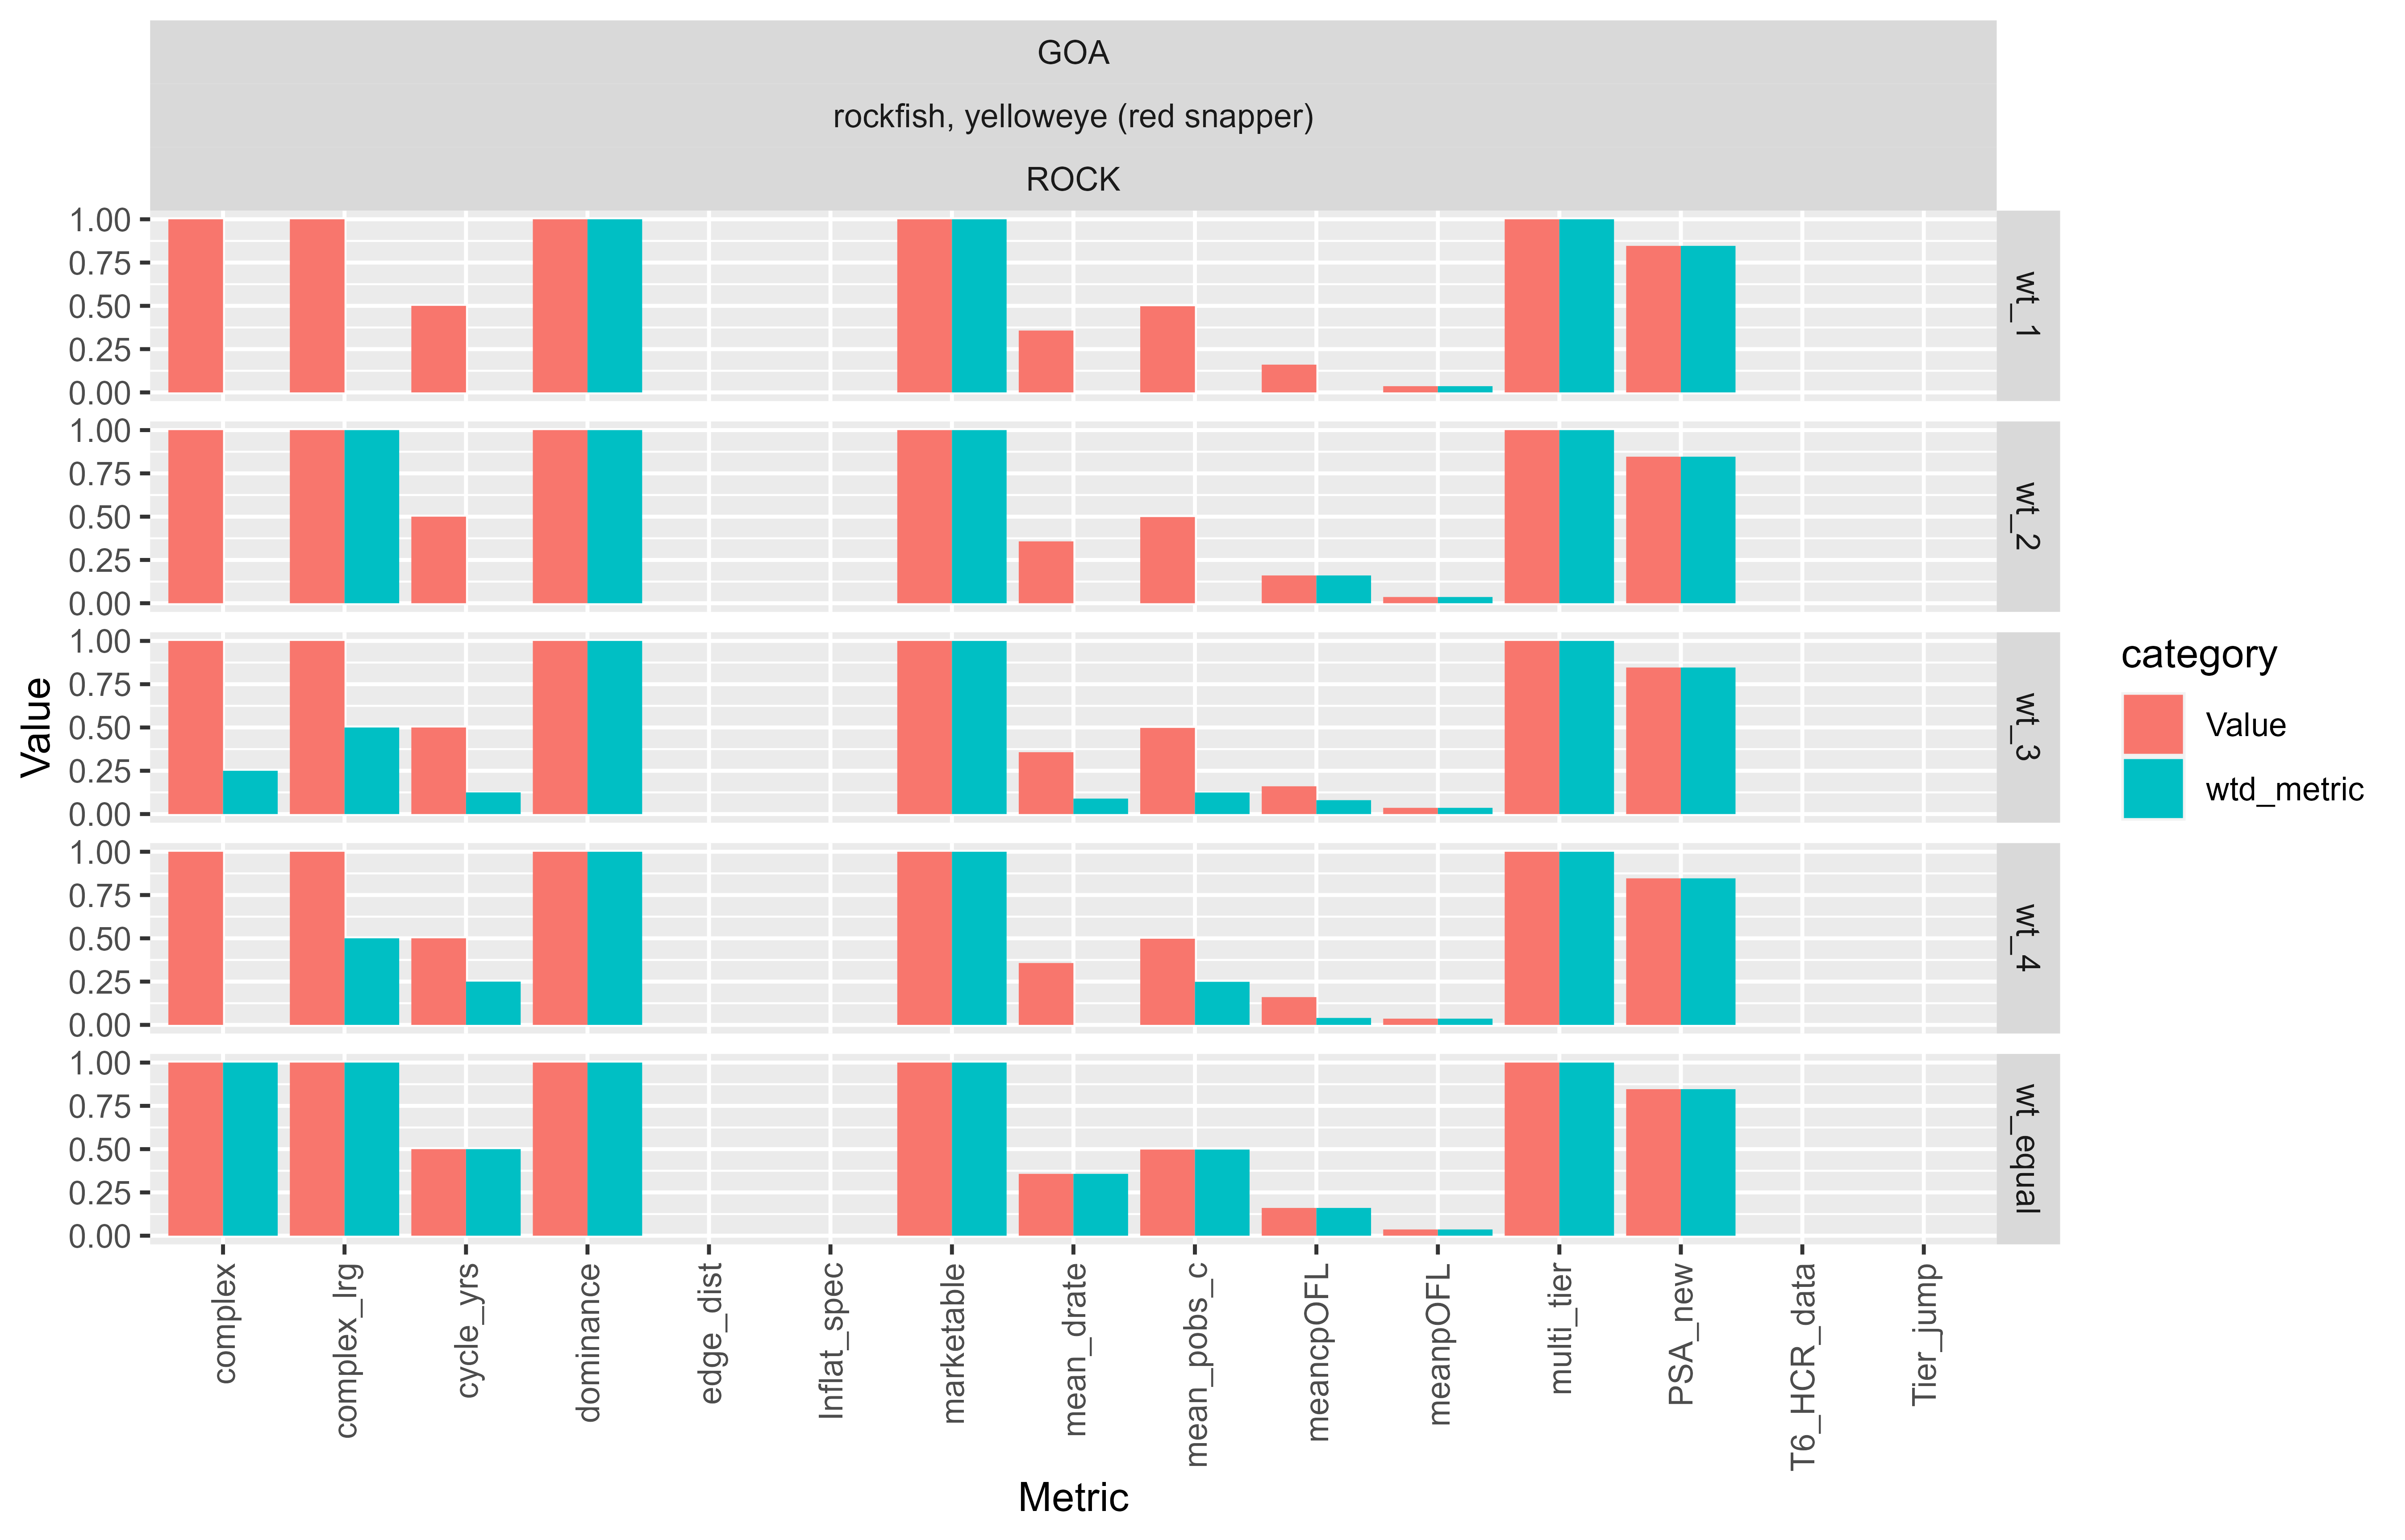 GOA
rockfish, yelloweye (red snapper)
ROCK
1.00
0.75
0.50
0.25
0.00
wt_1
1.00
0.75
0.50
0.25
0.00
wt_2
1.00
0.75
0.50
0.25
0.00
wt_3
1.00
0.75
0.50
0.25
0.00
wt_4
1.00
0.75
0.50
0.25
0.00
wt_equal
Value
complex
complex_lrg
cycle_yrs
dominance
edge_dist
Inflat_spec
marketable
mean_drate
mean_pobs_c
meancpOFL
meanpOFL
multi_tier
PSA_new
T6_HCR_data
Tier_jump
Metric
category
Value
wtd_metric